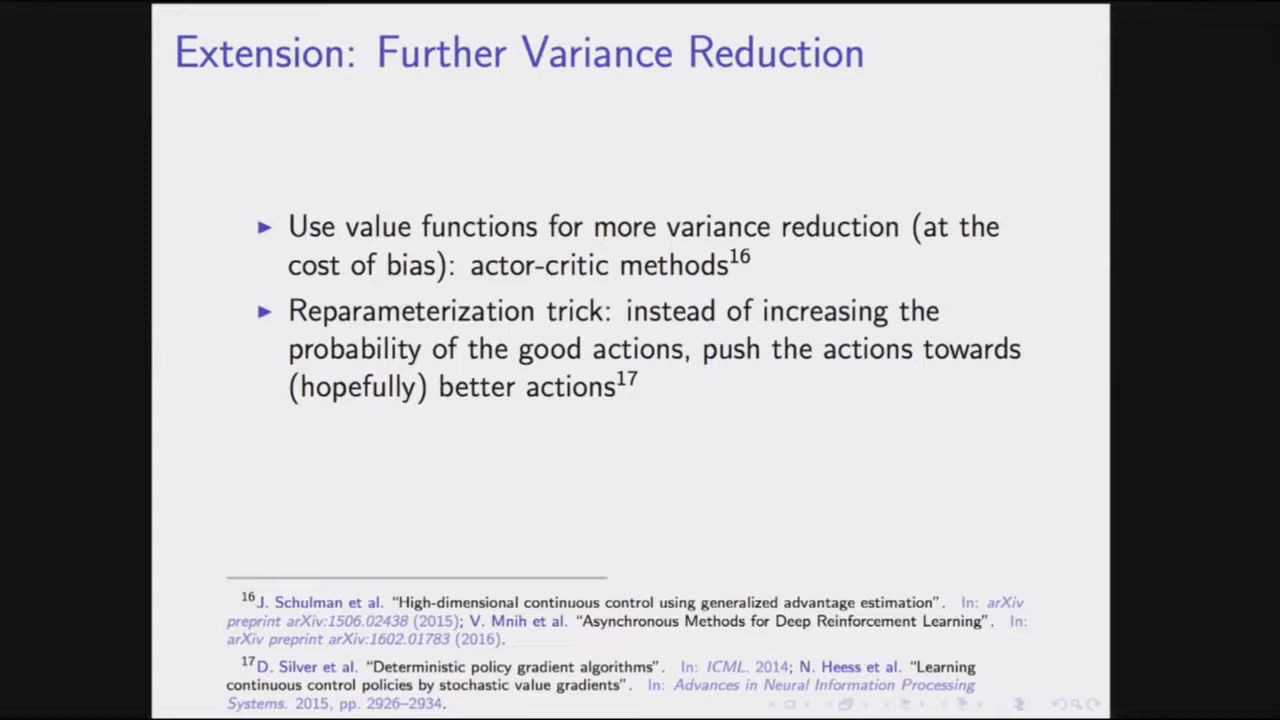 Extension: Further Variance Reduction
▶ Use value functions for more variance reduction (at the
cost of bias): actor-critic methods16
▶ Reparameterization trick: instead of increasing the
probability of the good actions, push the actions towards
(hopefully) better actions17
16J. Schulman et al. “High-dimensional continuous control using generalized advantage estimation”. In: arXiv
preprint arXiv:1506.02438 (2015); V. Mnih et al. “Asynchronous Methods for Deep Reinforcement Learning”. In:
arXiv preprint arXiv:1602.01783 (2016).
17D. Silver et al. “Deterministic policy gradient algorithms”. In: ICML. 2014; N. Heess et al. “Learning
continuous control policies by stochastic value gradients”. In: Advances in Neural Information Processing
Systems. 2015, pp. 2926–2934.